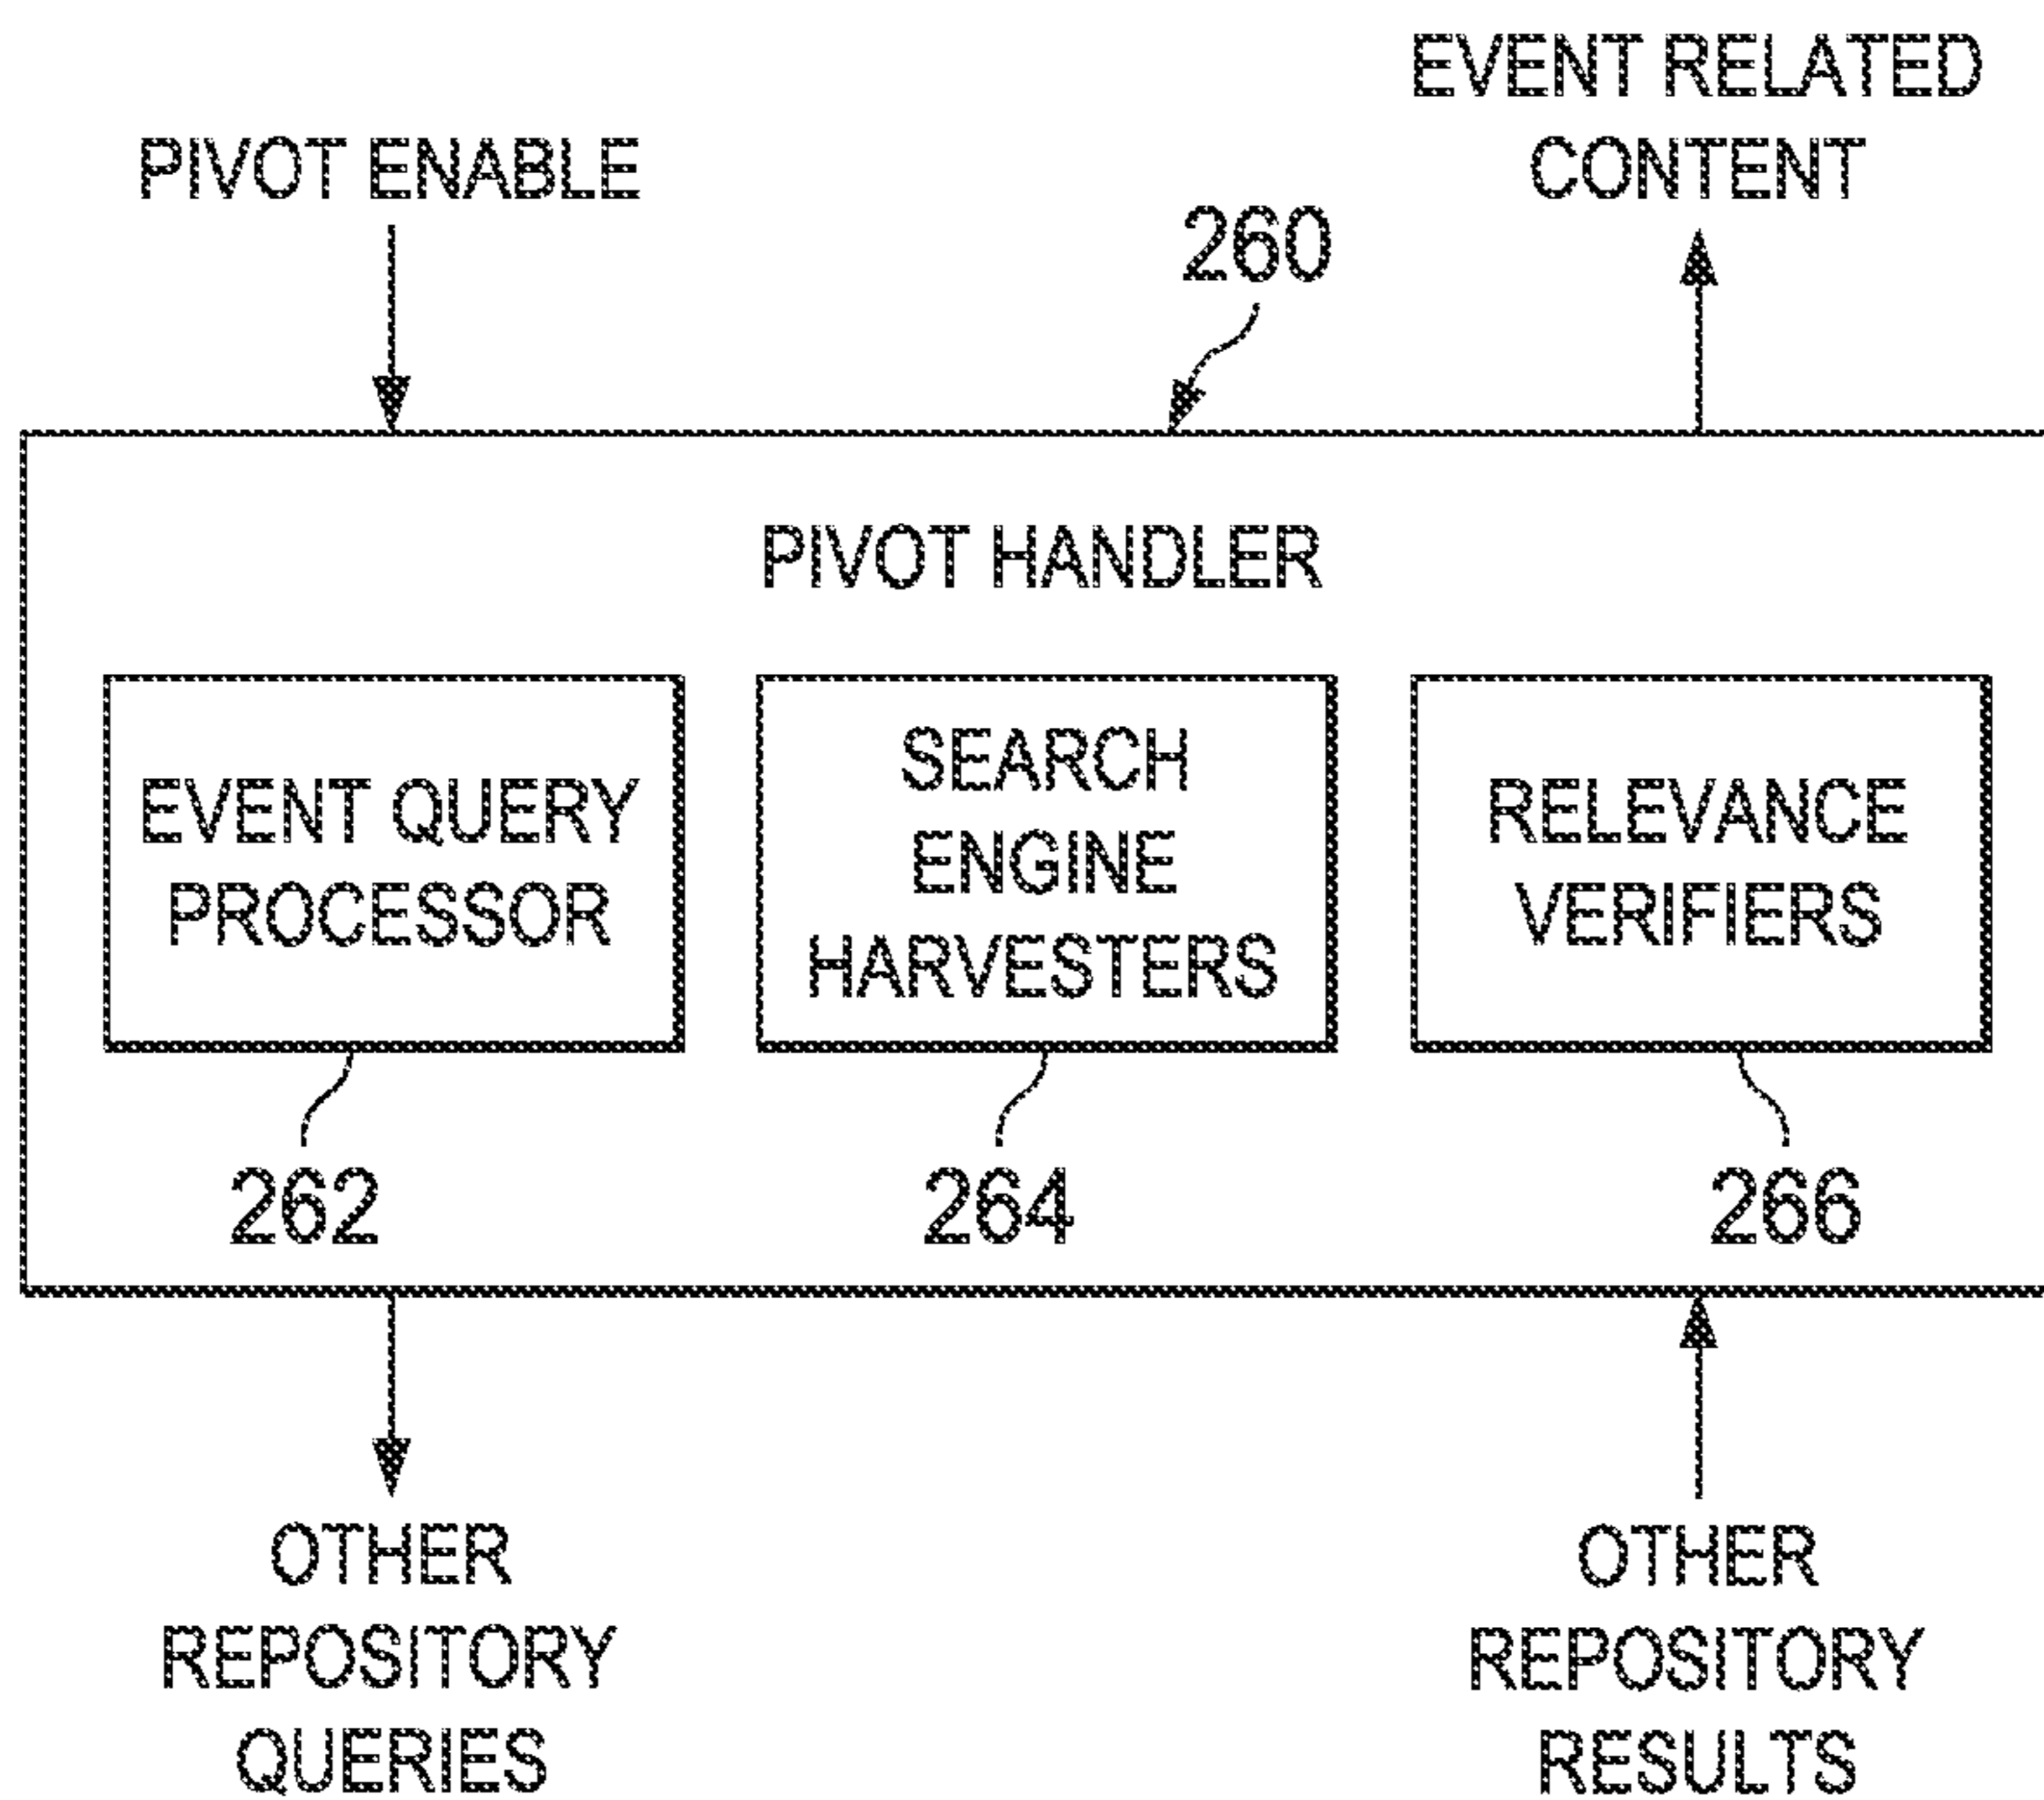 EVENT RELATED
CONTENT
PIVOT ENABLE
260
PIVOT HANDLER
EVENT QUERY
PROCESSOR
SEARCH
ENGINE
HARVESTERS
RELEVANCE
VERIFIERS
262
264
266
OTHER
REPOSITORY
QUERIES
OTHER
REPOSITORY
RESULTS